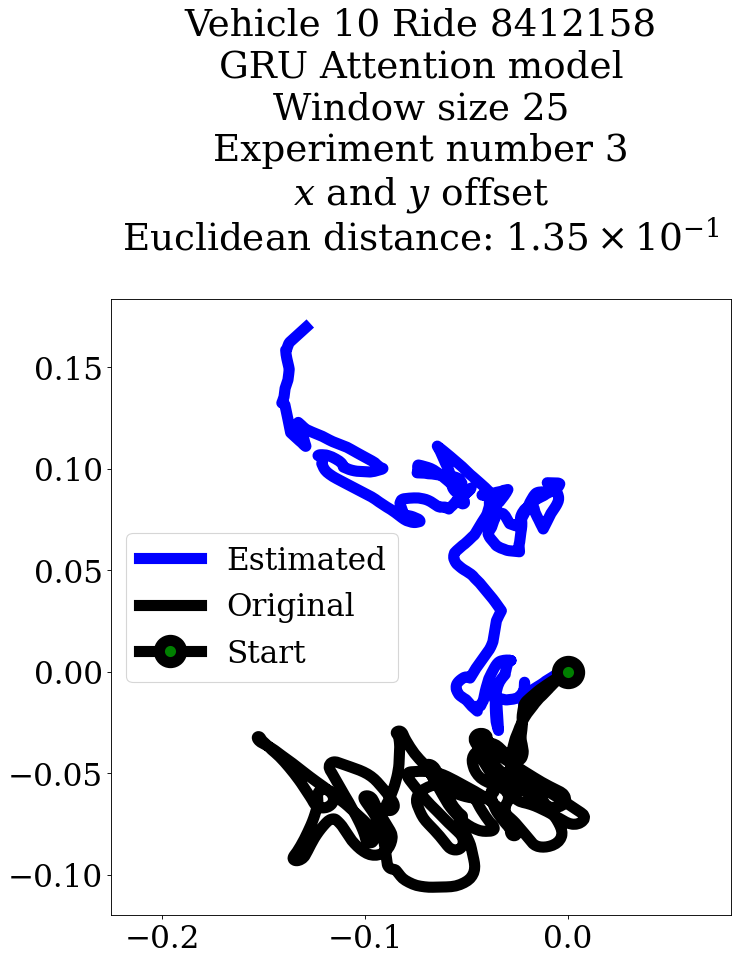 Vehicle 10 Ride 8412158
GRU Attention model
Window size 25
Experiment number 3
x and y offset
Euclidean distance: 1.35 × 10⁻¹
0.15
0.10
0.05
0.00
−0.05
−0.10
Estimated
Original
Start
−0.2
−0.1
0.0